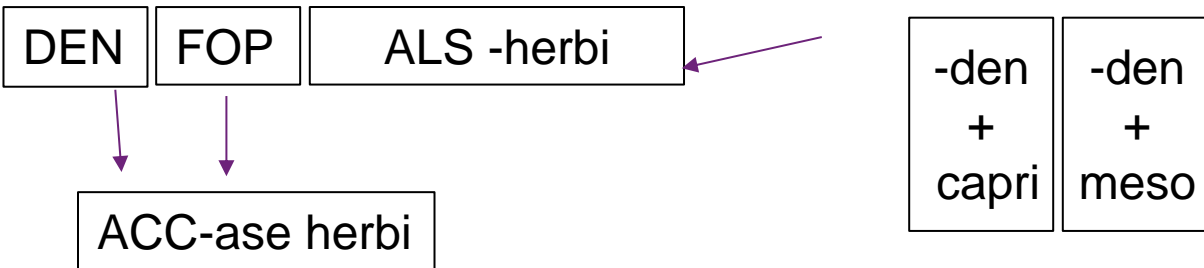 DEN FOP ALS -herbi
ACC-ase herbi
-den
+
capri
-den
+
meso